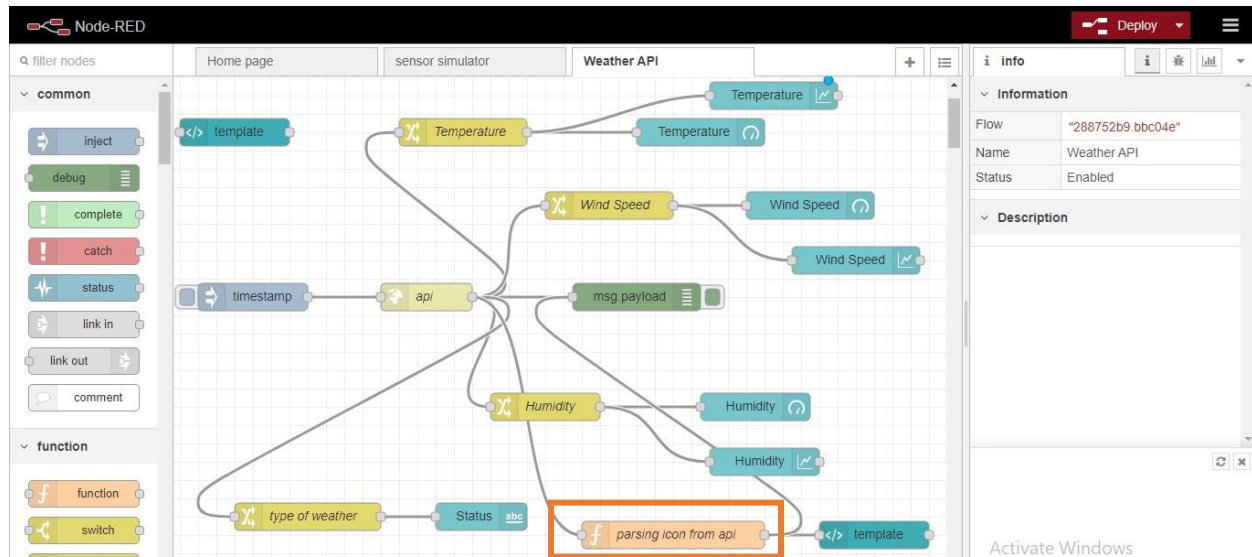 Node-RED
Deploy
filter nodes
Home page
sensor simulator
Weather API
info
common
inject
debug
complete
catch
status
link in
link out
comment
function
function
switch
template
Temperature
Temperature
Temperature
Wind Speed
Wind Speed
Wind Speed
timestamp
api
msg.payload
Humidity
Humidity
Humidity
type of weather
Status
abc
parsing icon from api
template
Information
Flow "288752b9.bbc04e"
Name Weather API
Status Enabled
Description
Activate Windows